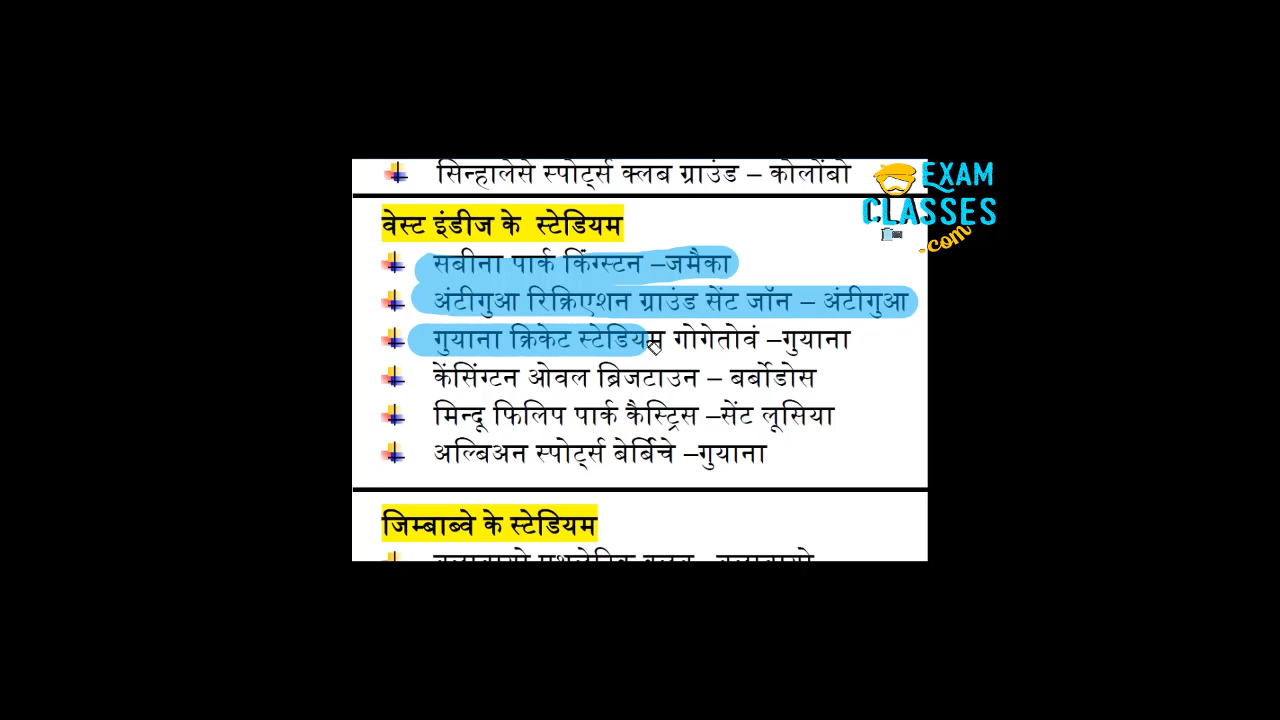 सिन्हालेसे स्पोर्ट्स क्लब ग्राउंड – कोलोंबो
EXAM
CLASSES
.com
वेस्ट इंडीज के स्टेडियम
सबीना पार्क किंग्स्टन –जमैका
अंटीगुआ रिक्रिएशन ग्राउंड सेंट जॉन – अंटीगुआ
गुयाना क्रिकेट स्टेडियम गोगेतोवं –गुयाना
केंसिंग्टन ओवल ब्रिजटाउन – बर्बोडोस
मिन्दू फिलिप पार्क कैस्ट्रिस –सेंट लूसिया
अल्बिअन स्पोर्ट्स बेर्बिचे –गुयाना
जिम्बाब्वे के स्टेडियम